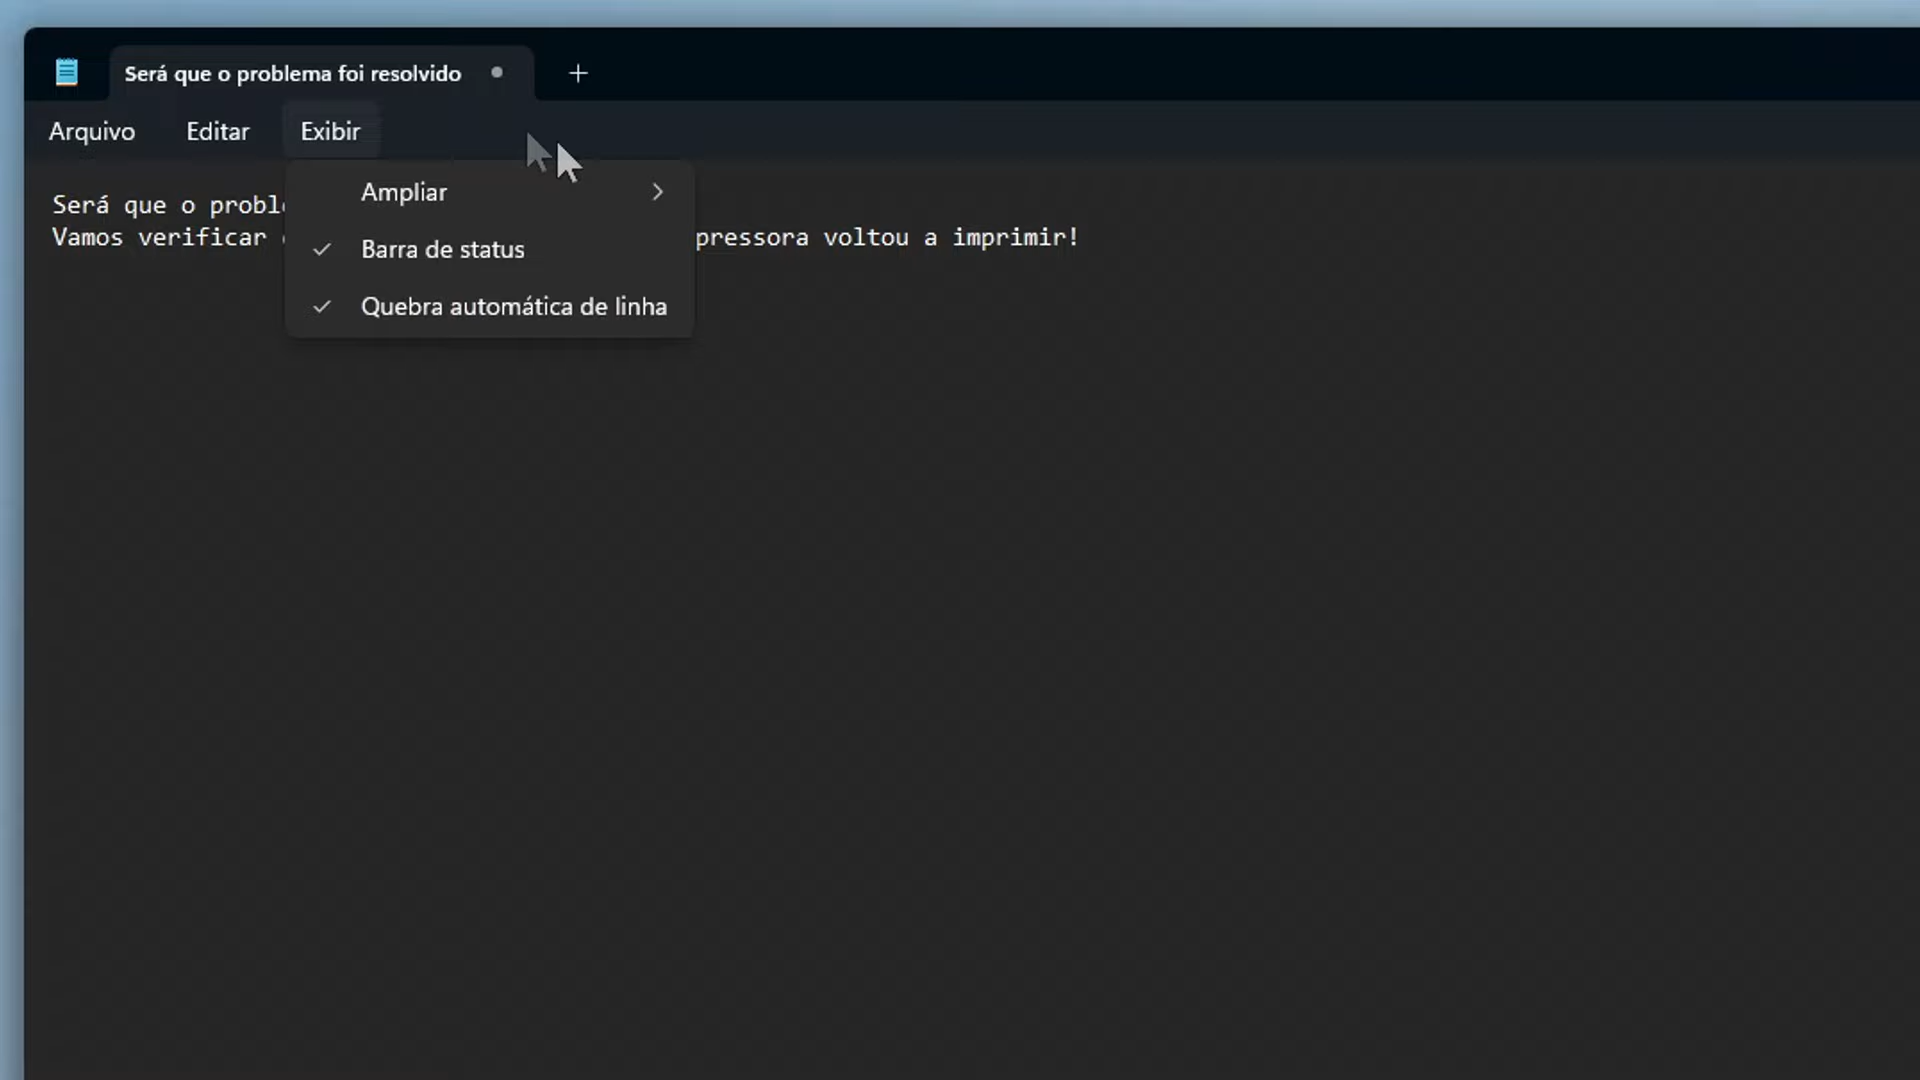 Será que o problema foi resolvido
Arquivo Editar Exibir
Será que o
Vamos verificar pressora voltou a imprimir!
Ampliar
Barra de status
Quebra automática de linha